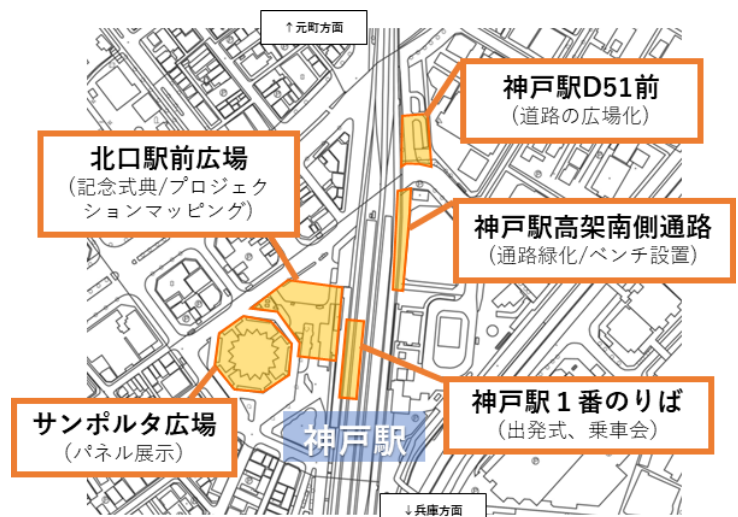 ↑元町方面
神戸駅D51前
(道路の広場化)
北口駅前広場
(記念式典/プロジェク
ションマッピング)
神戸駅高架南側通路
(通路緑化/ベンチ設置)
サンポルタ広場
(パネル展示)
神戸駅１番のりば
(出発式、乗車会)
神戸駅
↓兵庫方面